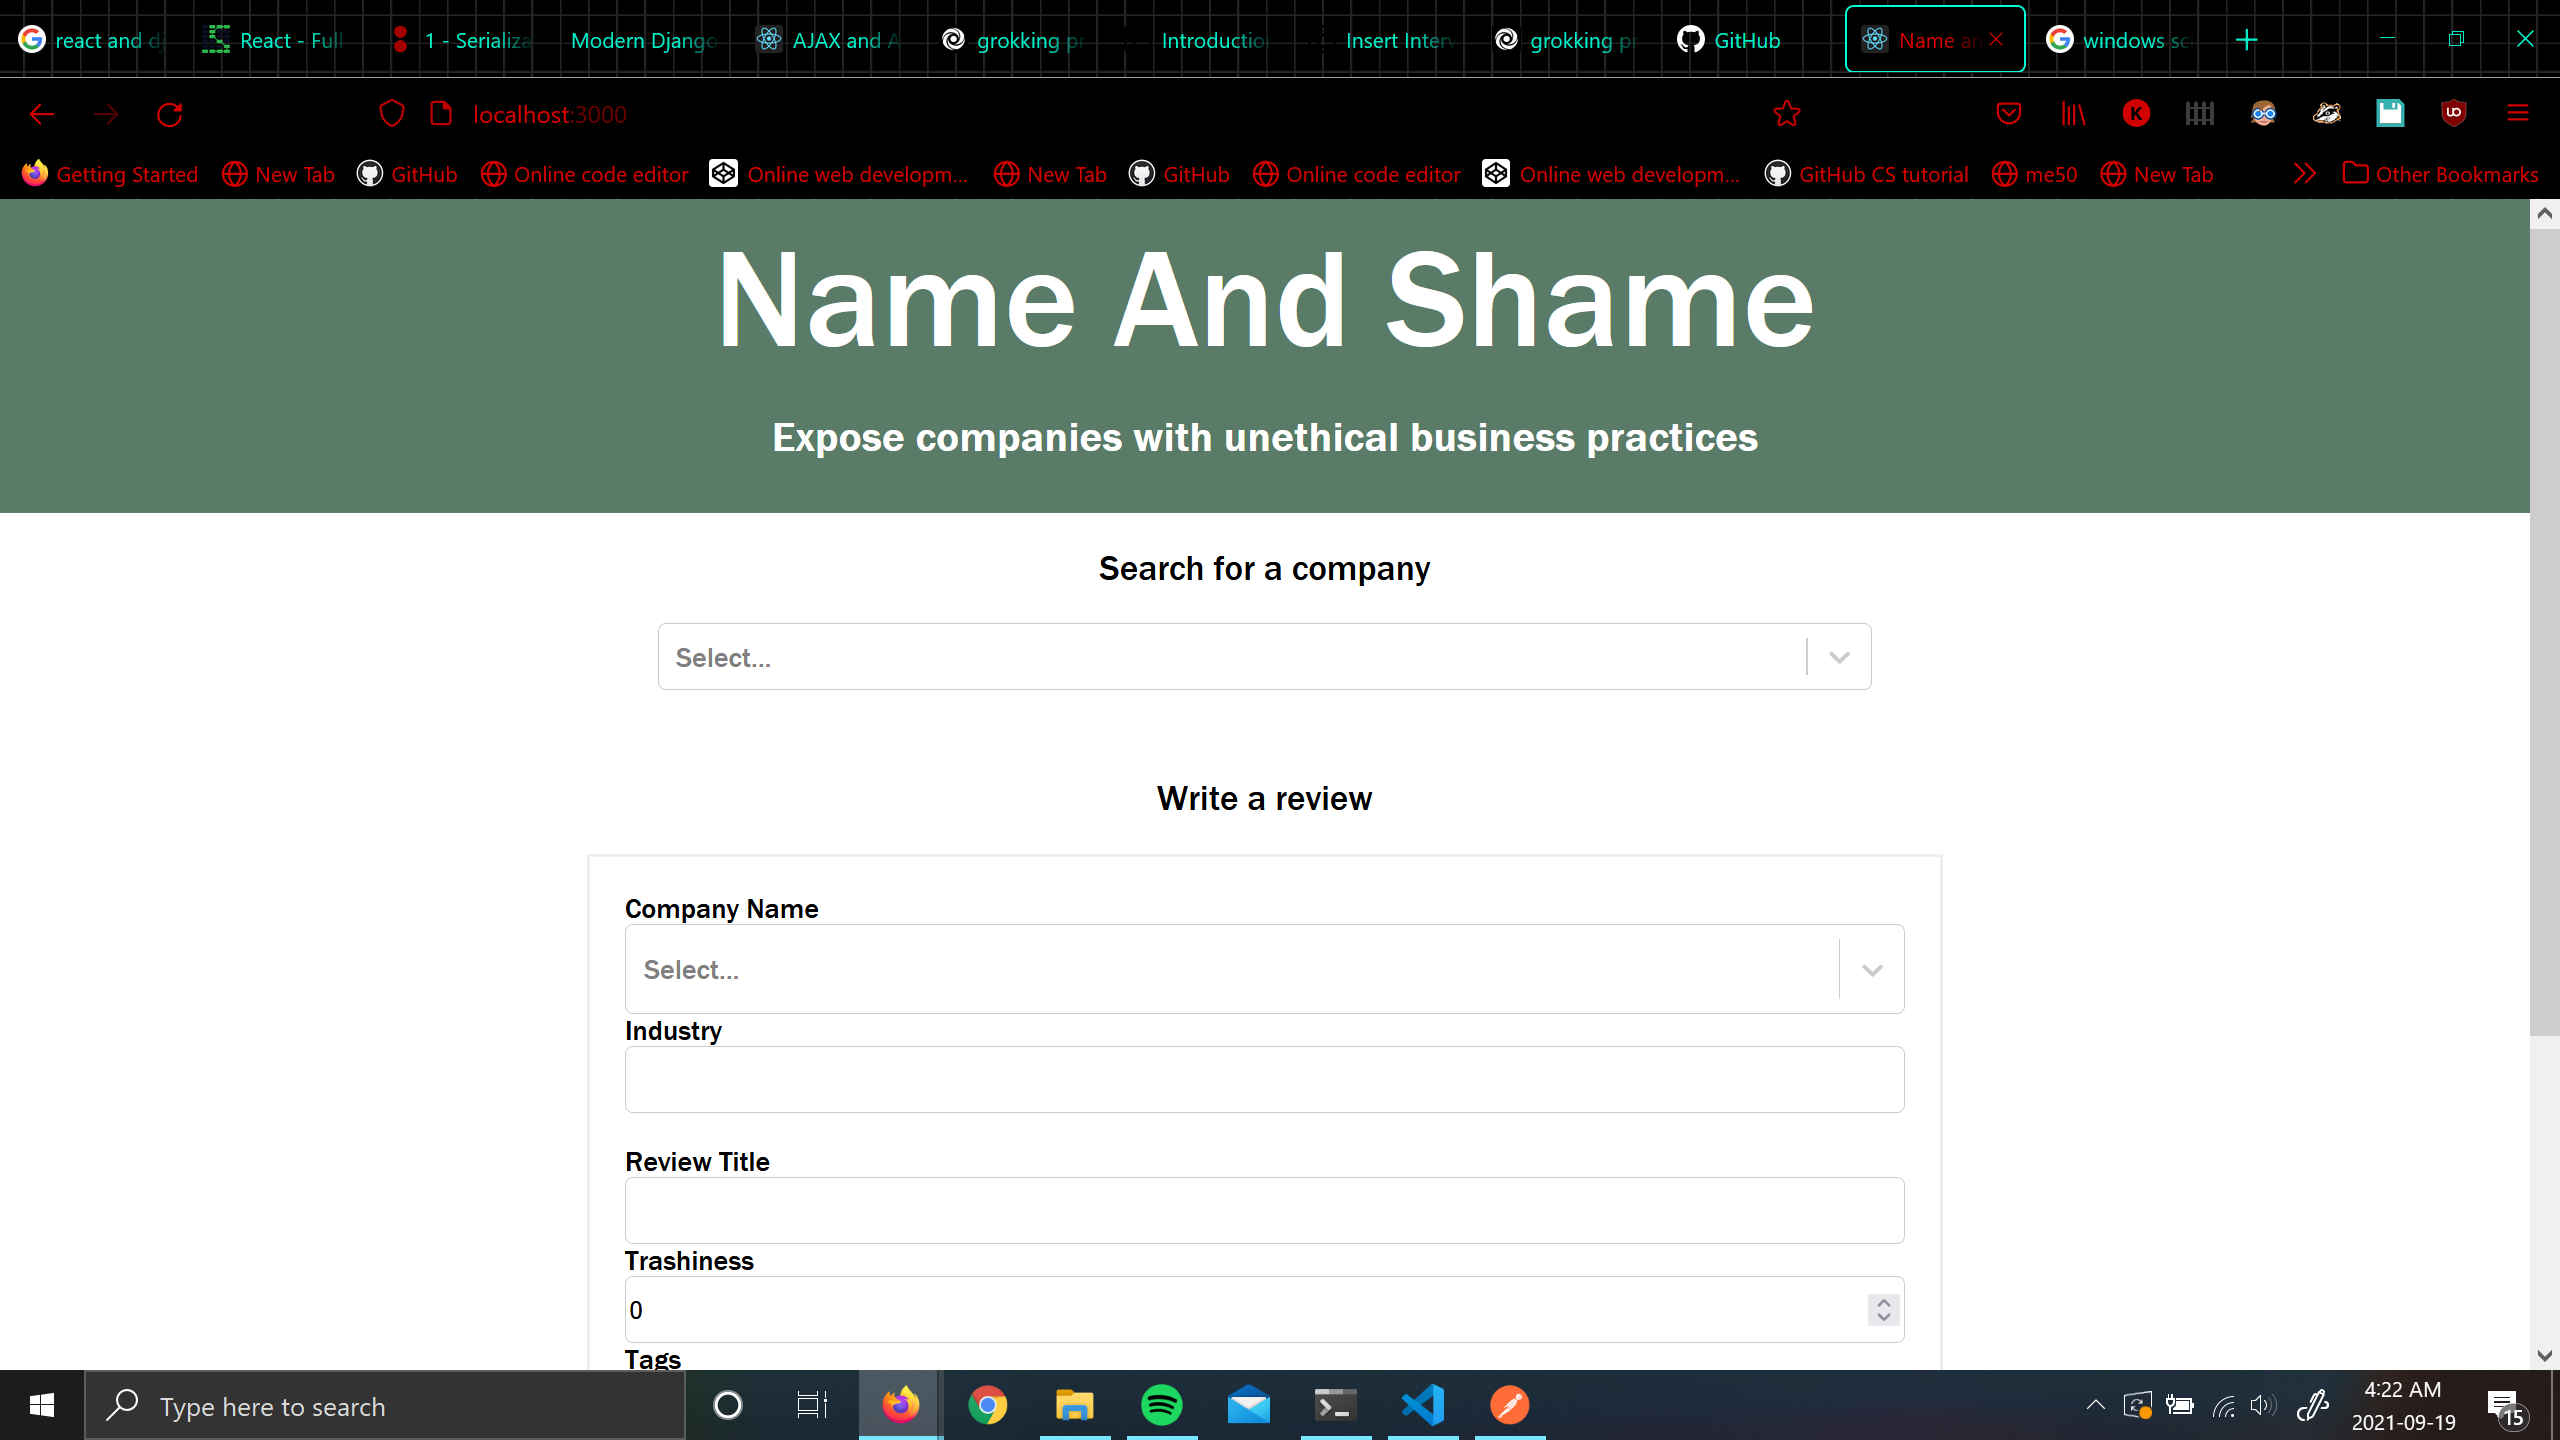 react and d
React - Full
1 - Serializa
Modern Django
AJAX and A
grokking pr
Introduction
Insert Interv
grokking pr
GitHub
Name an
windows sc
localhost:3000
Getting Started
New Tab
GitHub
Online code editor
Online web developm...
New Tab
GitHub
Online code editor
Online web developm...
GitHub CS tutorial
me50
New Tab
Other Bookmarks
Name And Shame
Expose companies with unethical business practices
Search for a company
Select...
Write a review
Company Name
Select...
Industry
Review Title
Trashiness
0
Tags
Type here to search
4:22 AM
2021-09-19
15